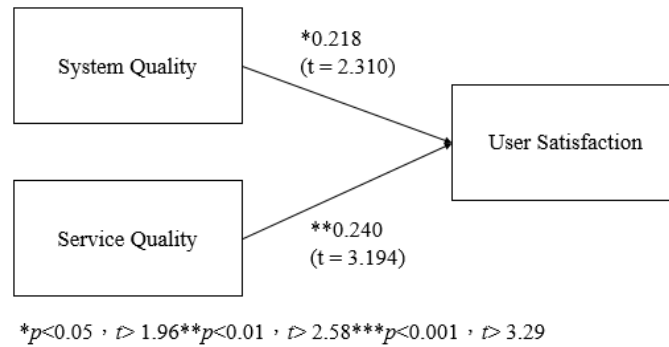 System Quality
*0.218
(t = 2.310)
User Satisfaction
Service Quality
**0.240
(t = 3.194)
*p<0.05，t> 1.96**p<0.01，t> 2.58***p<0.001，t> 3.29